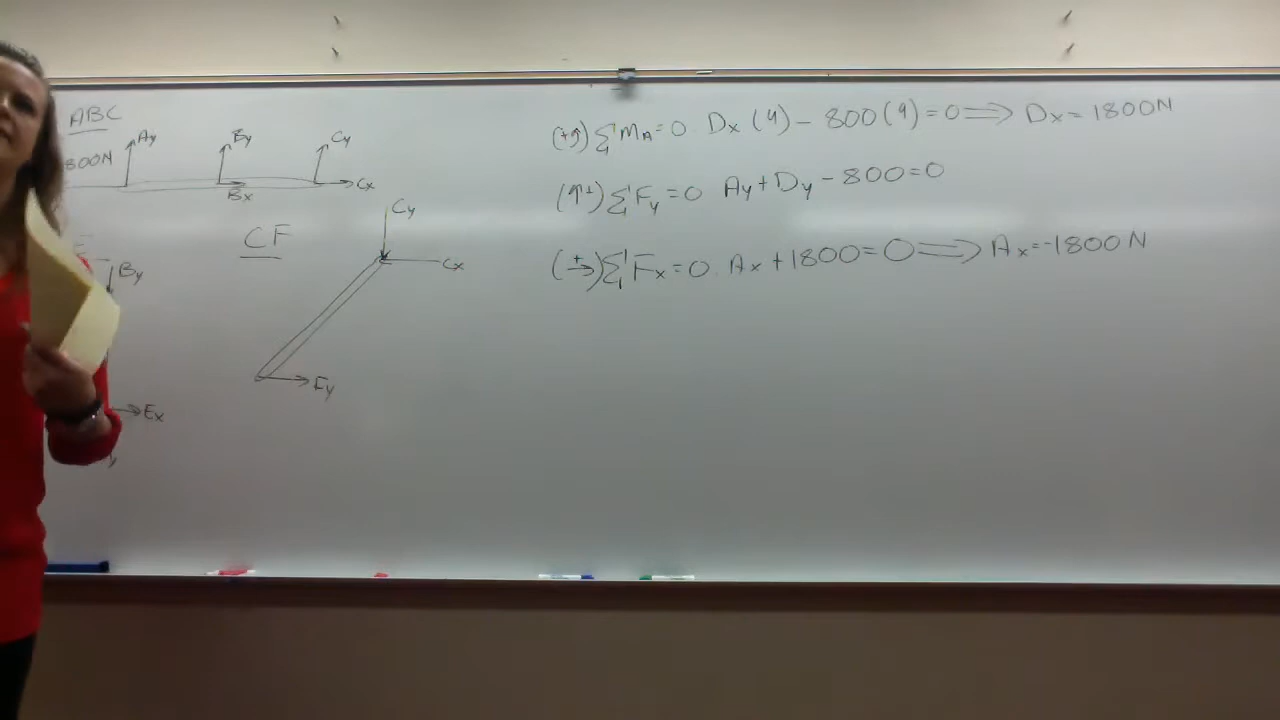 ABC
Ay
By
Cy
800N
Bx
Cx
CF
Cy
Cx
By
Fy
Ex
(+↺) ΣMA=0 Dx(4) - 800(9)=0 ⟹ Dx=1800N
(↑+) ΣFy=0 Ay+Dy-800=0
(+→) ΣFx=0 Ax+1800=0 ⟹ Ax=-1800N